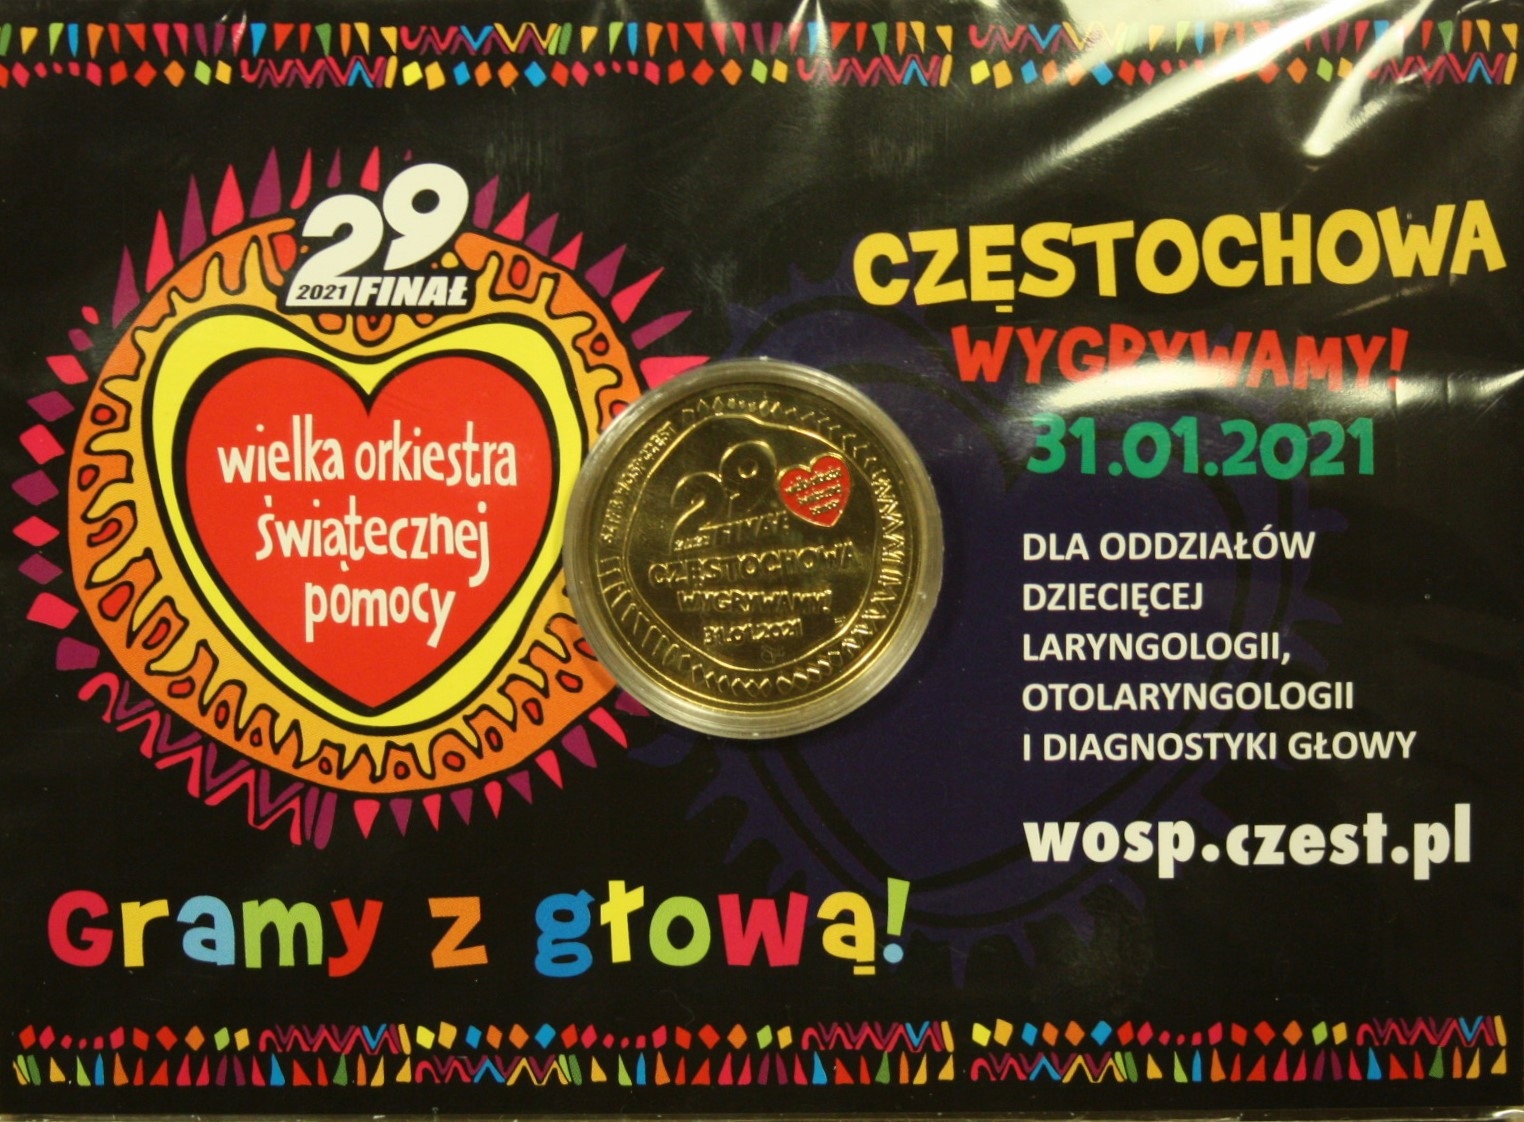 29
2021 FINAŁ
wielka orkiestra
świątecznej
pomocy
CZĘSTOCHOWA
WYGRYWAMY!
31.01.2021
DLA ODDZIAŁÓW
DZIECIĘCEJ
LARYNGOLOGII,
OTOLARYNGOLOGII
I DIAGNOSTYKI GŁOWY
wosp.czest.pl
29
2021 FINAŁ
CZĘSTOCHOWA
WYGRYWAMY!
31.01.2021
Gramy z głową!